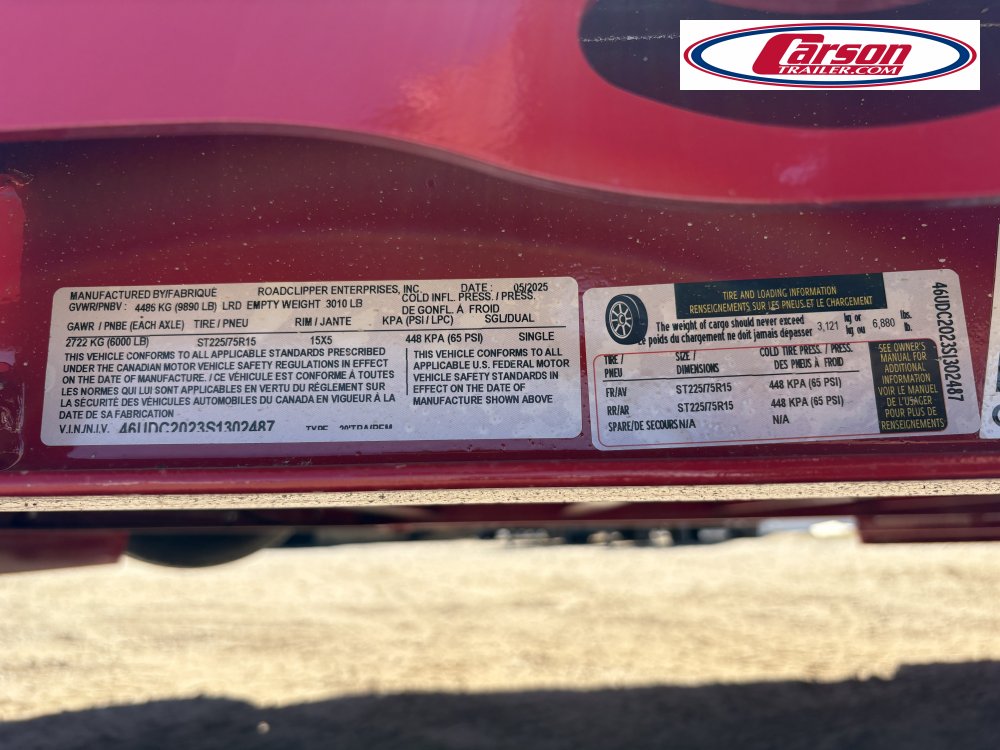 Carson
TRAILER.COM
MANUFACTURED BY/FABRIQUÉ ROADCLIPPER ENTERPRISES, INC. DATE : 05/2025
GVWR/PNBV : 4485 KG (9890 LB) LRD EMPTY WEIGHT 3010 LB COLD INFL. PRESS. / PRESS.
DE GONFL. À FROID
GAWR / PNBE (EACH AXLE) TIRE / PNEU RIM / JANTE KPA (PSI / LPC) SGL/DUAL
2722 KG (6000 LB) ST225/75R15 15X5 448 KPA (65 PSI) SINGLE
THIS VEHICLE CONFORMS TO ALL APPLICABLE STANDARDS PRESCRIBED
UNDER THE CANADIAN MOTOR VEHICLE SAFETY REGULATIONS IN EFFECT
ON THE DATE OF MANUFACTURE. / CE VÉHICULE EST CONFORME À TOUTES
LES NORMES QUI LUI SONT APPLICABLES EN VERTU DU RÉGLEMENT SUR
LA SÉCURITÉ DES VÉHICULES AUTOMOBILES DU CANADA EN VIGUEUR À LA
DATE DE SA FABRICATION
THIS VEHICLE CONFORMS TO ALL
APPLICABLE U.S. FEDERAL MOTOR
VEHICLE SAFETY STANDARDS IN
EFFECT ON THE DATE OF
MANUFACTURE SHOWN ABOVE
V.I.N./N.I.V. 46UDC2023S1302487 TYPE 20'TRA/REM
TIRE AND LOADING INFORMATION
RENSEIGNEMENTS SUR LES PNEUS ET LE CHARGEMENT
The weight of cargo should never exceed 3,121 kg or 6,880 lbs.
Le poids du chargement ne doit jamais dépasser kg ou lb.
TIRE / SIZE / COLD TIRE PRESS. / PRESS.
PNEU DIMENSIONS DES PNEUS À FROID
FR/AV ST225/75R15 448 KPA (65 PSI)
RR/AR ST225/75R15 448 KPA (65 PSI)
SPARE/DE SECOURS N/A N/A
SEE OWNER'S
MANUAL FOR
ADDITIONAL
INFORMATION
VOIR LE MANUEL
DE L'USAGER
POUR PLUS DE
RENSEIGNEMENTS
46UDC2023S1302487